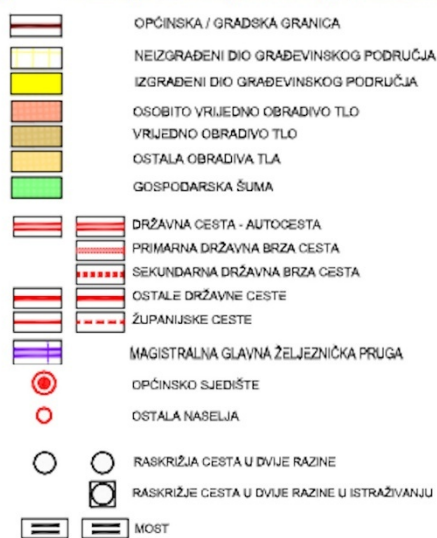 OPĆINSKA / GRADSKA GRANICA
NEIZGRAĐENI DIO GRAĐEVINSKOG PODRUČJA
IZGRAĐENI DIO GRAĐEVINSKOG PODRUČJA
OSOBITO VRIJEDNO OBRADIVO TLO
VRIJEDNO OBRADIVO TLO
OSTALA OBRADIVA TLA
GOSPODARSKA ŠUMA
DRŽAVNA CESTA - AUTOCESTA
PRIMARNA DRŽAVNA BRZA CESTA
SEKUNDARNA DRŽAVNA BRZA CESTA
OSTALE DRŽAVNE CESTE
ŽUPANIJSKE CESTE
MAGISTRALNA GLAVNA ŽELJEZNIČKA PRUGA
OPĆINSKO SJEDIŠTE
OSTALA NASELJA
RASKRIŽJA CESTA U DVIJE RAZINE
RASKRIŽJE CESTA U DVIJE RAZINE U ISTRAŽIVANJU
MOST